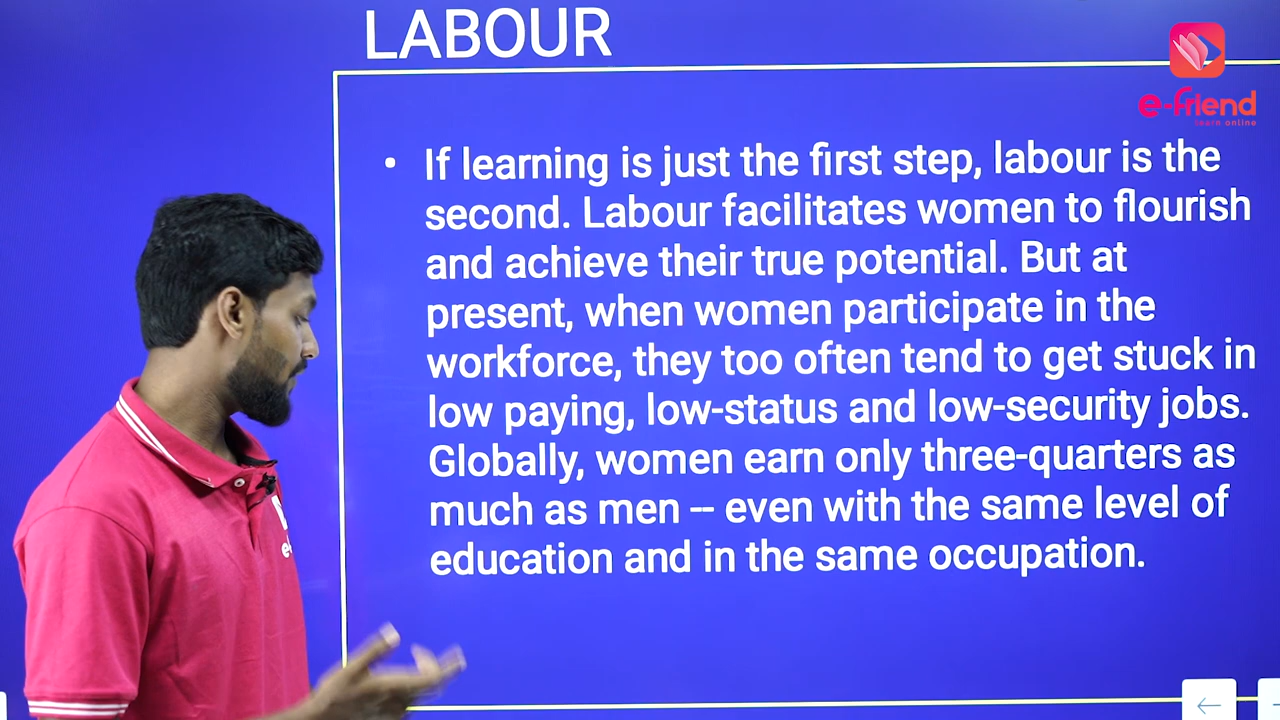 LABOUR
e-friend
learn online
• If learning is just the first step, labour is the
second. Labour facilitates women to flourish
and achieve their true potential. But at
present, when women participate in the
workforce, they too often tend to get stuck in
low paying, low-status and low-security jobs.
Globally, women earn only three-quarters as
much as men -- even with the same level of
education and in the same occupation.